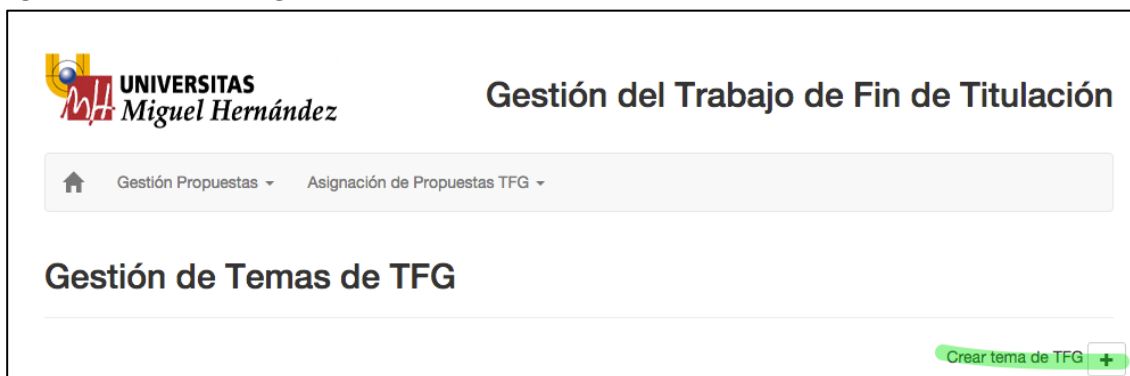 UNIVERSITAS
Miguel Hernández
Gestión del Trabajo de Fin de Titulación
Gestión Propuestas
Asignación de Propuestas TFG
Gestión de Temas de TFG
Crear tema de TFG +